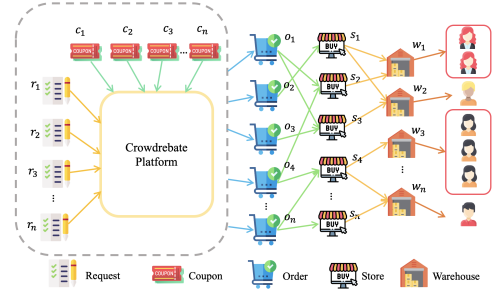 c1 c2 c3 ... cn
COUPON COUPON COUPON COUPON
r1
r2
r3
...
rn
Crowdrebate
Platform
o1
o2
o3
o4
...
on
s1
s2
s3
s4
...
sn
BUY
BUY
BUY
BUY
BUY
w1
w2
w3
...
wn
Request
COUPON
Coupon
Order
BUY
Store
Warehouse